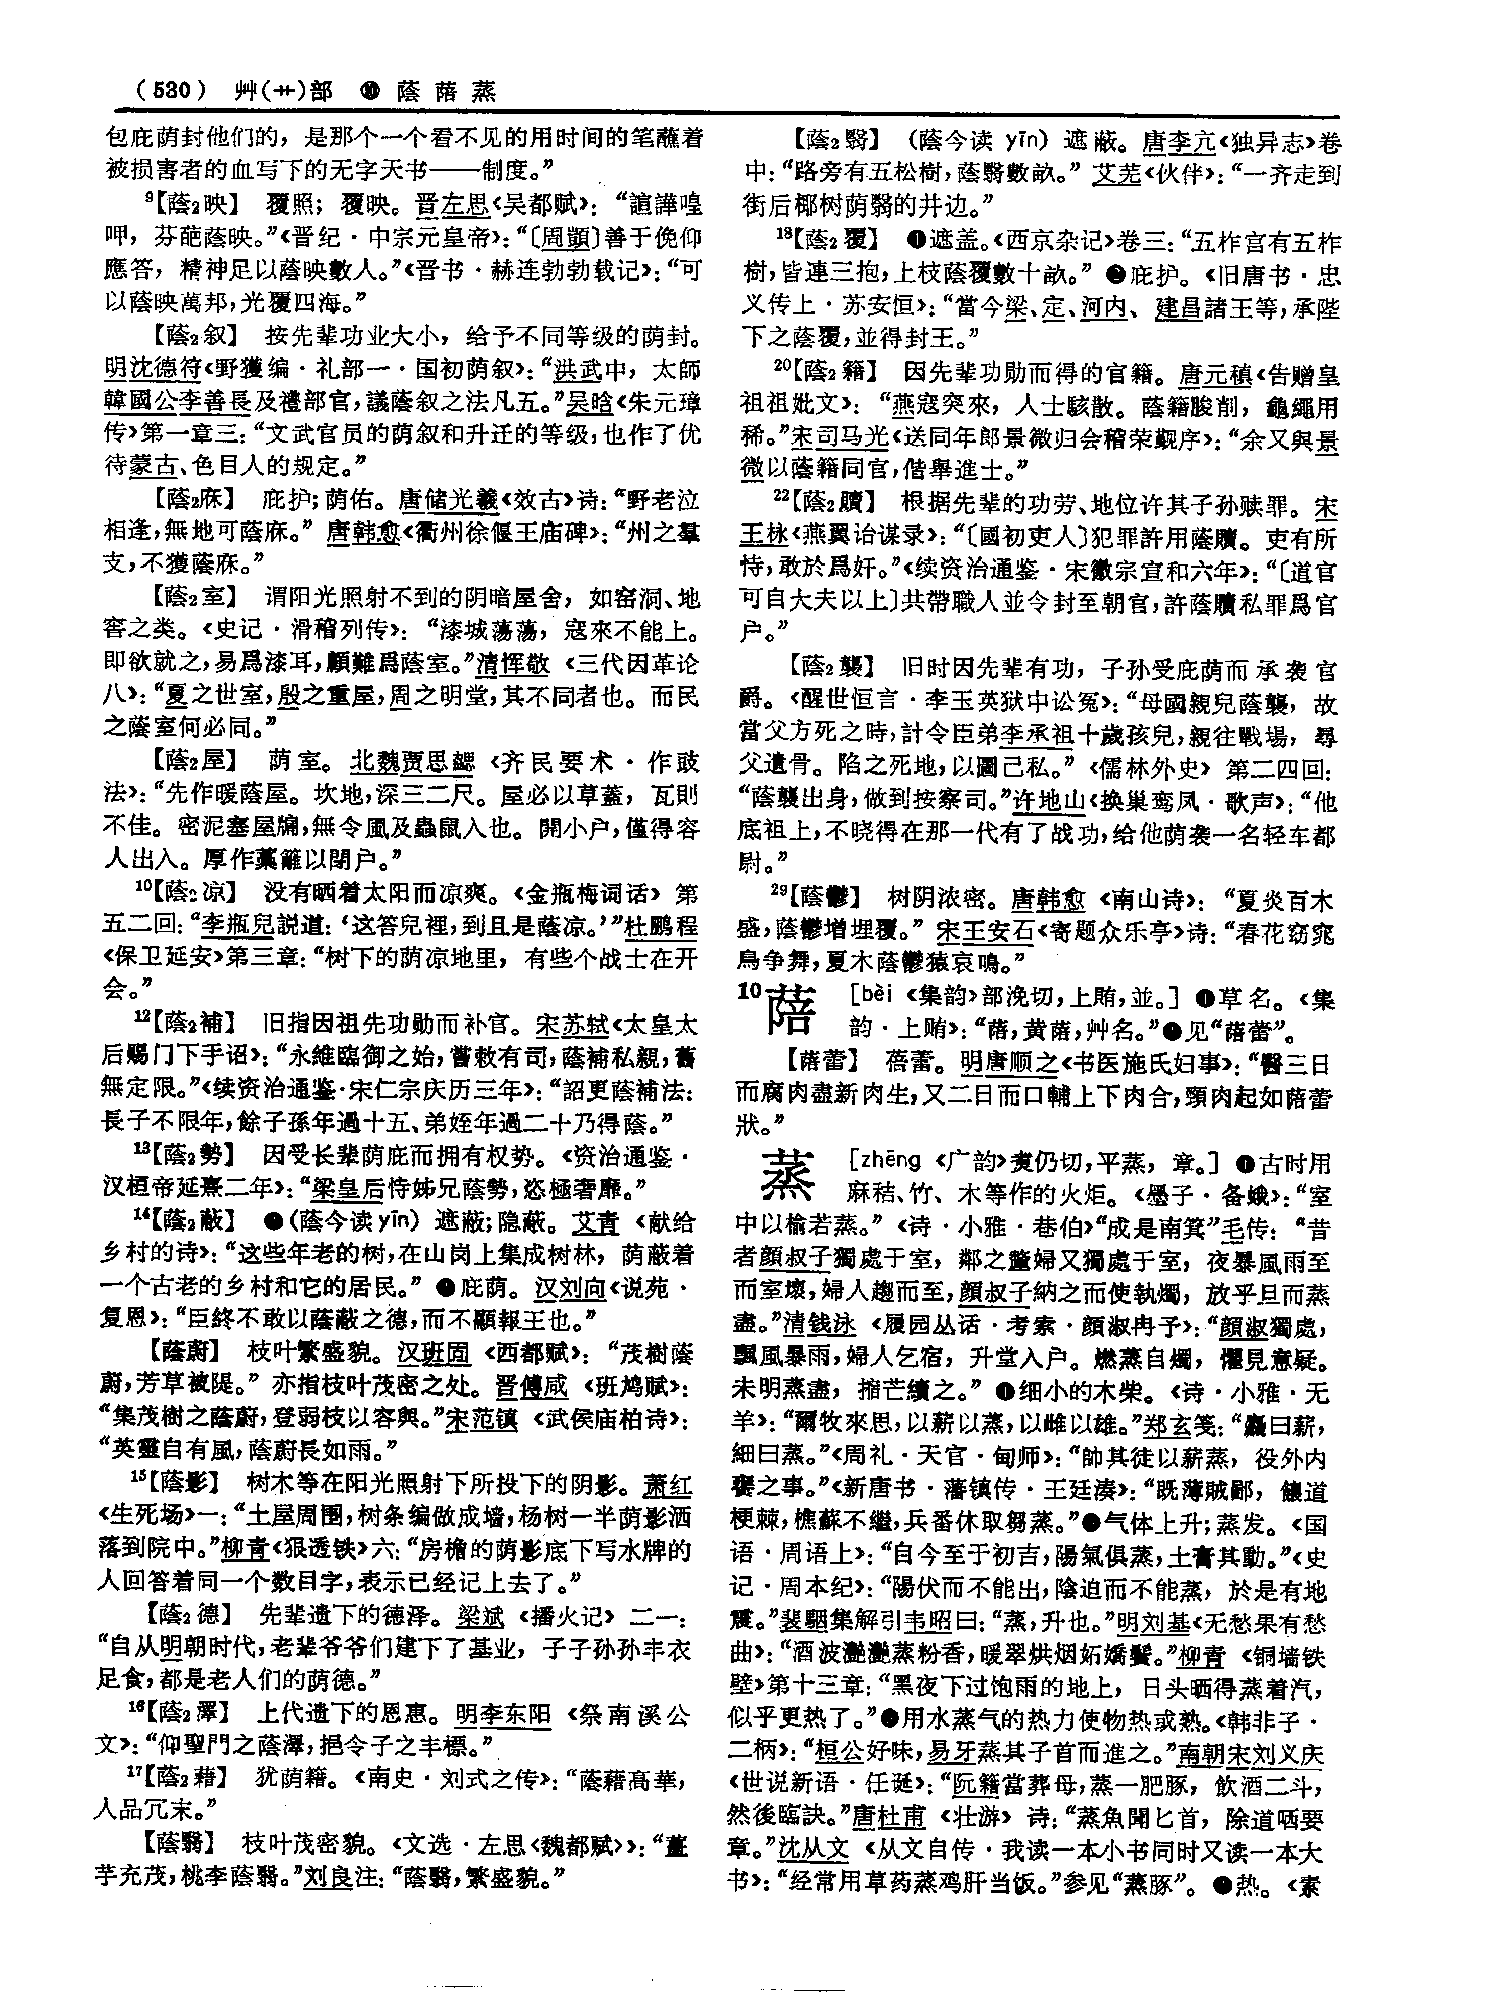 (530) 艸(艹)部 ⑩ 蔭 蓓 蒸
包庇荫封他们的，是那个一个看不见的用时间的笔蘸着
被损害者的血写下的无字天书——制度。”
9【蔭2映】 覆照；覆映。晋左思《吴都赋》：“諠譁喤
呷，芬葩蔭映。”《晋纪·中宗元皇帝》：“〔周顗〕善于俛仰
應答，精神足以蔭映數人。”《晋书·赫连勃勃载记》：“可
以蔭映萬邦，光覆四海。”
【蔭2叙】 按先辈功业大小，给予不同等级的荫封。
明沈德符《野獲编·礼部一·国初荫叙》：“洪武中，太師
韓國公李善長及禮部官，議蔭叙之法凡五。”吴晗《朱元璋
传》第一章三：“文武官员的荫叙和升迁的等级，也作了优
待蒙古、色目人的规定。”
【蔭2庥】 庇护；荫佑。唐储光羲《效古》诗：“野老泣
相逢，無地可蔭庥。” 唐韩愈《衢州徐偃王庙碑》：“州之羣
支，不獲蔭庥。”
【蔭2室】 谓阳光照射不到的阴暗屋舍，如窑洞、地
窖之类。《史记·滑稽列传》：“漆城蕩蕩，寇來不能上。
即欲就之，易爲漆耳，顧難爲蔭室。”清恽敬《三代因革论
八》：“夏之世室，殷之重屋，周之明堂，其不同者也。而民
之蔭室何必同。”
【蔭2屋】 荫室。北魏贾思勰《齐民要术·作豉
法》：“先作暖蔭屋。坎地，深三二尺。屋必以草蓋，瓦則
不佳。密泥塞屋牖，無令風及蟲鼠入也。開小户，僅得容
人出入。厚作藁籬以閉户。”
10【蔭2凉】 没有晒着太阳而凉爽。《金瓶梅词话》第
五二回：“李瓶兒説道：‘这答兒裡，到且是蔭凉。’”杜鹏程
《保卫延安》第三章：“树下的荫凉地里，有些个战士在开
会。”
12【蔭2補】 旧指因祖先功勋而补官。宋苏轼《太皇太
后赐门下手诏》：“永維臨御之始，嘗敕有司；蔭補私親，舊
無定限。”《续资治通鉴·宋仁宗庆历三年》：“詔更蔭補法：
長子不限年，餘子孫年過十五、弟姪年過二十乃得蔭。”
13【蔭2勢】 因受长辈荫庇而拥有权势。《资治通鉴·
汉桓帝延熹二年》：“梁皇后恃姊兄蔭勢，恣極奢靡。”
14【蔭2蔽】 ❶(蔭今读yīn) 遮蔽；隐蔽。艾青《献给
乡村的诗》：“这些年老的树，在山岗上集成树林，荫蔽着
一个古老的乡村和它的居民。” ❷庇荫。汉刘向《说苑·
复恩》：“臣終不敢以蔭蔽之德，而不顯報王也。”
【蔭蔚】 枝叶繁盛貌。汉班固《西都赋》：“茂樹蔭
蔚，芳草被隄。” 亦指枝叶茂密之处。晋傅咸《班鸠赋》：
“集茂樹之蔭蔚，登弱枝以容與。”宋范镇《武侯庙柏诗》：
“英靈自有風，蔭蔚長如雨。”
15【蔭影】 树木等在阳光照射下所投下的阴影。萧红
《生死场》一：“土屋周围，树条编做成墙，杨树一半荫影洒
落到院中。”柳青《狠透铁》六：“房檐的荫影底下写水牌的
人回答着同一个数目字，表示已经记上去了。”
【蔭2德】 先辈遗下的德泽。梁斌《播火记》二一：
“自从明朝时代，老辈爷爷们建下了基业，子子孙孙丰衣
足食，都是老人们的荫德。”
16【蔭2澤】 上代遗下的恩惠。明李东阳《祭南溪公
文》：“仰聖門之蔭澤，挹令子之丰標。”
17【蔭2藉】 犹荫籍。《南史·刘式之传》：“蔭藉高華，
人品冗末。”
【蔭翳】 枝叶茂密貌。《文选·左思〈魏都赋〉》：“薑
芋充茂，桃李蔭翳。”刘良注：“蔭翳，繁盛貌。”
【蔭2翳】 (蔭今读 yīn) 遮蔽。唐李亢《独异志》卷
中：“路旁有五松樹，蔭翳數畝。” 艾芜《伙伴》：“一齐走到
街后椰树荫翳的井边。”
18【蔭2覆】 ❶遮盖。《西京杂记》卷三：“五柞宫有五柞
樹，皆連三抱，上枝蔭覆數十畝。” ❷庇护。《旧唐书·忠
义传上·苏安恒》：“當今梁、定、河内、建昌諸王等，承陛
下之蔭覆，並得封王。”
20【蔭2籍】 因先辈功勋而得的官籍。唐元稹《告赠皇
祖祖妣文》：“燕寇突來，人士駭散。蔭籍脧削，龜繩用
稀。”宋司马光《送同年郎景微归会稽荣觐序》：“余又與景
微以蔭籍同官，偕舉進士。”
22【蔭2贖】 根据先辈的功劳、地位许其子孙赎罪。宋
王栐《燕翼诒谋录》：“〔國初吏人〕犯罪許用蔭贖。吏有所
恃，敢於爲奸。”《续资治通鉴·宋徽宗宣和六年》：“〔道官
可自大夫以上〕共帶職人並令封至朝官，許蔭贖私罪爲官
户。”
【蔭2襲】 旧时因先辈有功，子孙受庇荫而承袭官
爵。《醒世恒言·李玉英狱中讼冤》：“母國親兒蔭襲，故
當父方死之時，計令臣弟李承祖十歲孩兒，親往戰場，尋
父遺骨。陷之死地，以圖己私。”《儒林外史》第二四回：
“蔭襲出身，做到按察司。”许地山《换巢鸾凤·歌声》：“他
底祖上，不晓得在那一代有了战功，给他荫袭一名轻车都
尉。”
29【蔭鬱】 树阴浓密。唐韩愈《南山诗》：“夏炎百木
盛，蔭鬱增埋覆。” 宋王安石《寄题众乐亭》诗：“春花窈窕
鳥争舞，夏木蔭鬱猿哀鳴。”
10蓓 [bèi《集韵》部浼切，上賄，並。] ❶草名。《集
韵·上贿》：“蓓，黄蓓，艸名。”❷见“蓓蕾”。
【蓓蕾】 蓓蕾。明唐顺之《书医施氏妇事》：“醫三日
而腐肉盡新肉生，又二日而口輔上下肉合，頸肉起如蓓蕾
狀。”
蒸 [zhēng《广韵》煑仍切，平蒸，章。] ❶古时用
麻秸、竹、木等作的火炬。《墨子·备蛾》：“室
中以榆若蒸。”《诗·小雅·巷伯》“成是南箕”毛传：“昔
者顔叔子獨處于室，鄰之釐婦又獨處于室，夜暴風雨至
而室壞，婦人趨而至，顔叔子納之而使執燭，放乎旦而蒸
盡。”清钱泳《履园丛话·考索·顔淑冉予》：“顔淑獨處，
飄風暴雨，婦人乞宿，升堂入户。燃蒸自燭，懼見意疑。
未明蒸盡，摍芒續之。” ❷细小的木柴。《诗·小雅·无
羊》：“爾牧來思，以薪以蒸，以雌以雄。”郑玄笺：“麤曰薪，
細曰蒸。”《周礼·天官·甸师》：“帥其徒以薪蒸，役外内
饔之事。”《新唐书·藩镇传·王廷凑》：“既薄賊鄙，饟道
梗棘，樵蘇不繼，兵番休取芻蒸。”❸气体上升；蒸发。《国
语·周语上》：“自今至于初吉，陽氣俱蒸，土膏其動。”《史
记·周本纪》：“陽伏而不能出，陰迫而不能蒸，於是有地
震。”裴駰集解引韦昭曰：“蒸，升也。”明刘基《无愁果有愁
曲》：“酒波灔灔蒸粉香，暖翠烘烟妬嬌鬢。”柳青《铜墙铁
壁》第十三章：“黑夜下过饱雨的地上，日头晒得蒸着汽，
似乎更热了。”❹用水蒸气的热力使物热或熟。《韩非子·
二柄》：“桓公好味，易牙蒸其子首而進之。”南朝宋刘义庆
《世说新语·任诞》：“阮籍當葬母，蒸一肥豚，飲酒二斗，
然後臨訣。”唐杜甫《壮游》诗：“蒸魚聞匕首，除道哂要
章。”沈从文《从文自传·我读一本小书同时又读一本大
书》：“经常用草药蒸鸡肝当饭。”参见“蒸豚”。❺热。《素